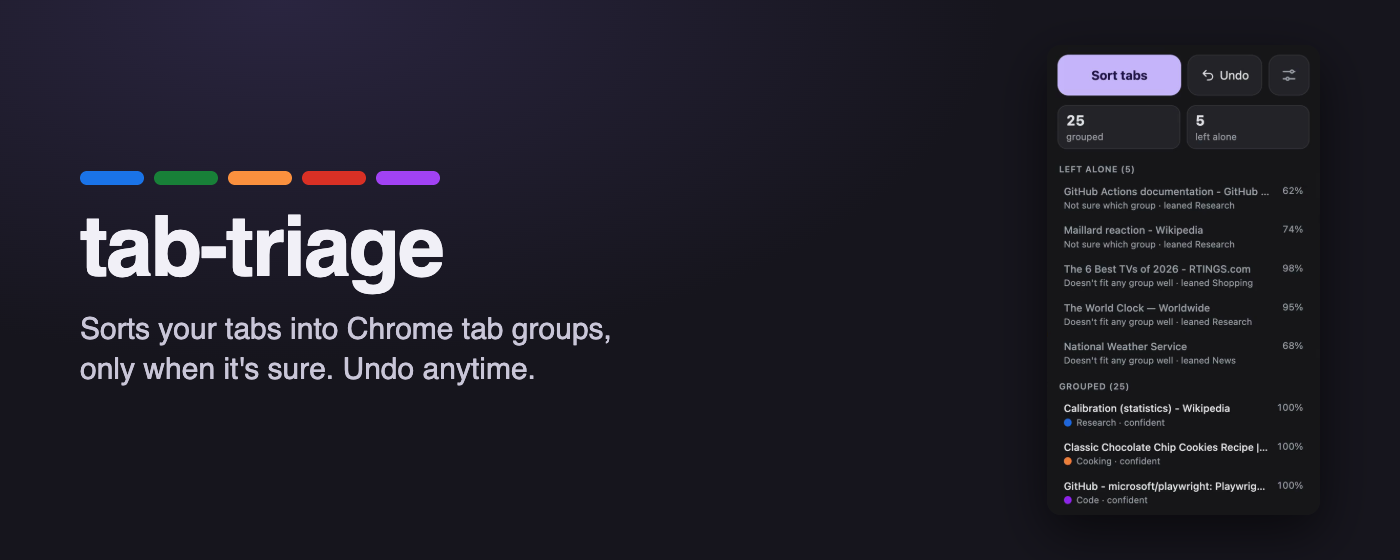 tab-triage
Sorts your tabs into Chrome tab groups,
only when it's sure. Undo anytime.
Sort tabs
Undo
25
grouped
5
left alone
LEFT ALONE (5)
GitHub Actions documentation - GitHub ... 62%
Not sure which group · leaned Research
Maillard reaction - Wikipedia 74%
Not sure which group · leaned Research
The 6 Best TVs of 2026 - RTINGS.com 98%
Doesn't fit any group well · leaned Shopping
The World Clock — Worldwide 95%
Doesn't fit any group well · leaned Research
National Weather Service 68%
Doesn't fit any group well · leaned News
GROUPED (25)
Calibration (statistics) - Wikipedia 100%
Research · confident
Classic Chocolate Chip Cookies Recipe |... 100%
Cooking · confident
GitHub - microsoft/playwright: Playwrig... 100%
Code · confident